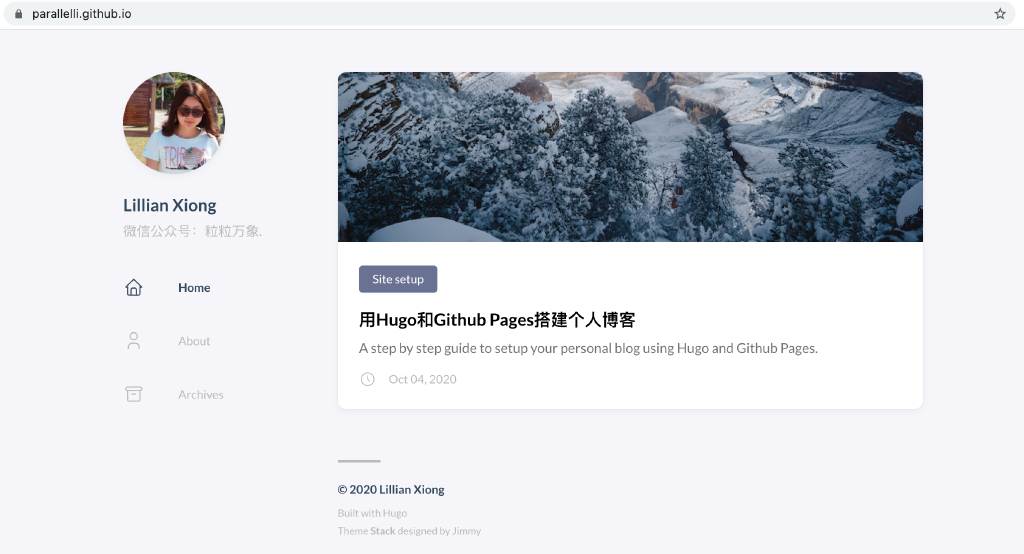 parallelli.github.io
Lillian Xiong
微信公众号：粒粒万象.
Home
About
Archives
Site setup
用Hugo和Github Pages搭建个人博客
A step by step guide to setup your personal blog using Hugo and Github Pages.
Oct 04, 2020
© 2020 Lillian Xiong
Built with Hugo
Theme Stack designed by Jimmy